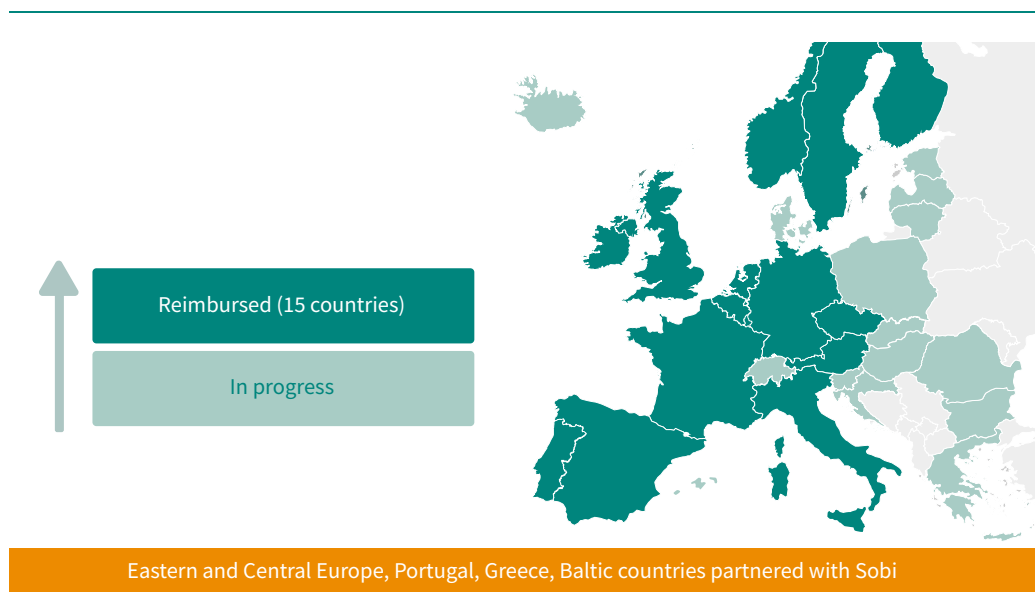 Reimbursed (15 countries)
In progress
Eastern and Central Europe, Portugal, Greece, Baltic countries partnered with Sobi